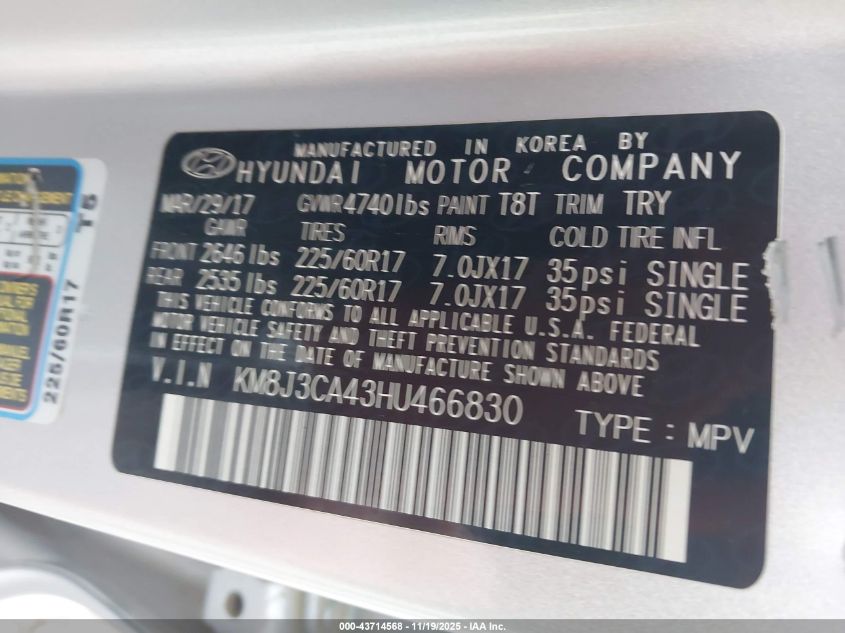 MANUFACTURED IN KOREA BY
HYUNDAI MOTOR COMPANY
MAR/29/17 GVWR 4740lbs PAINT T8T TRIM TRY
GAWR TIRES RIMS COLD TIRE INFL
FRONT 2646 lbs 225/60R17 7.0JX17 35psi SINGLE
REAR 2535 lbs 225/60R17 7.0JX17 35psi SINGLE
THIS VEHICLE CONFORMS TO ALL APPLICABLE U.S.A. FEDERAL
MOTOR VEHICLE SAFETY AND THEFT PREVENTION STANDARDS
IN EFFECT ON THE DATE OF MANUFACTURE SHOWN ABOVE
V.I.N KM8J3CA43HU466830
TYPE : MPV
225/60R17 T5
000-43714568 - 11/19/2025 - IAA Inc.